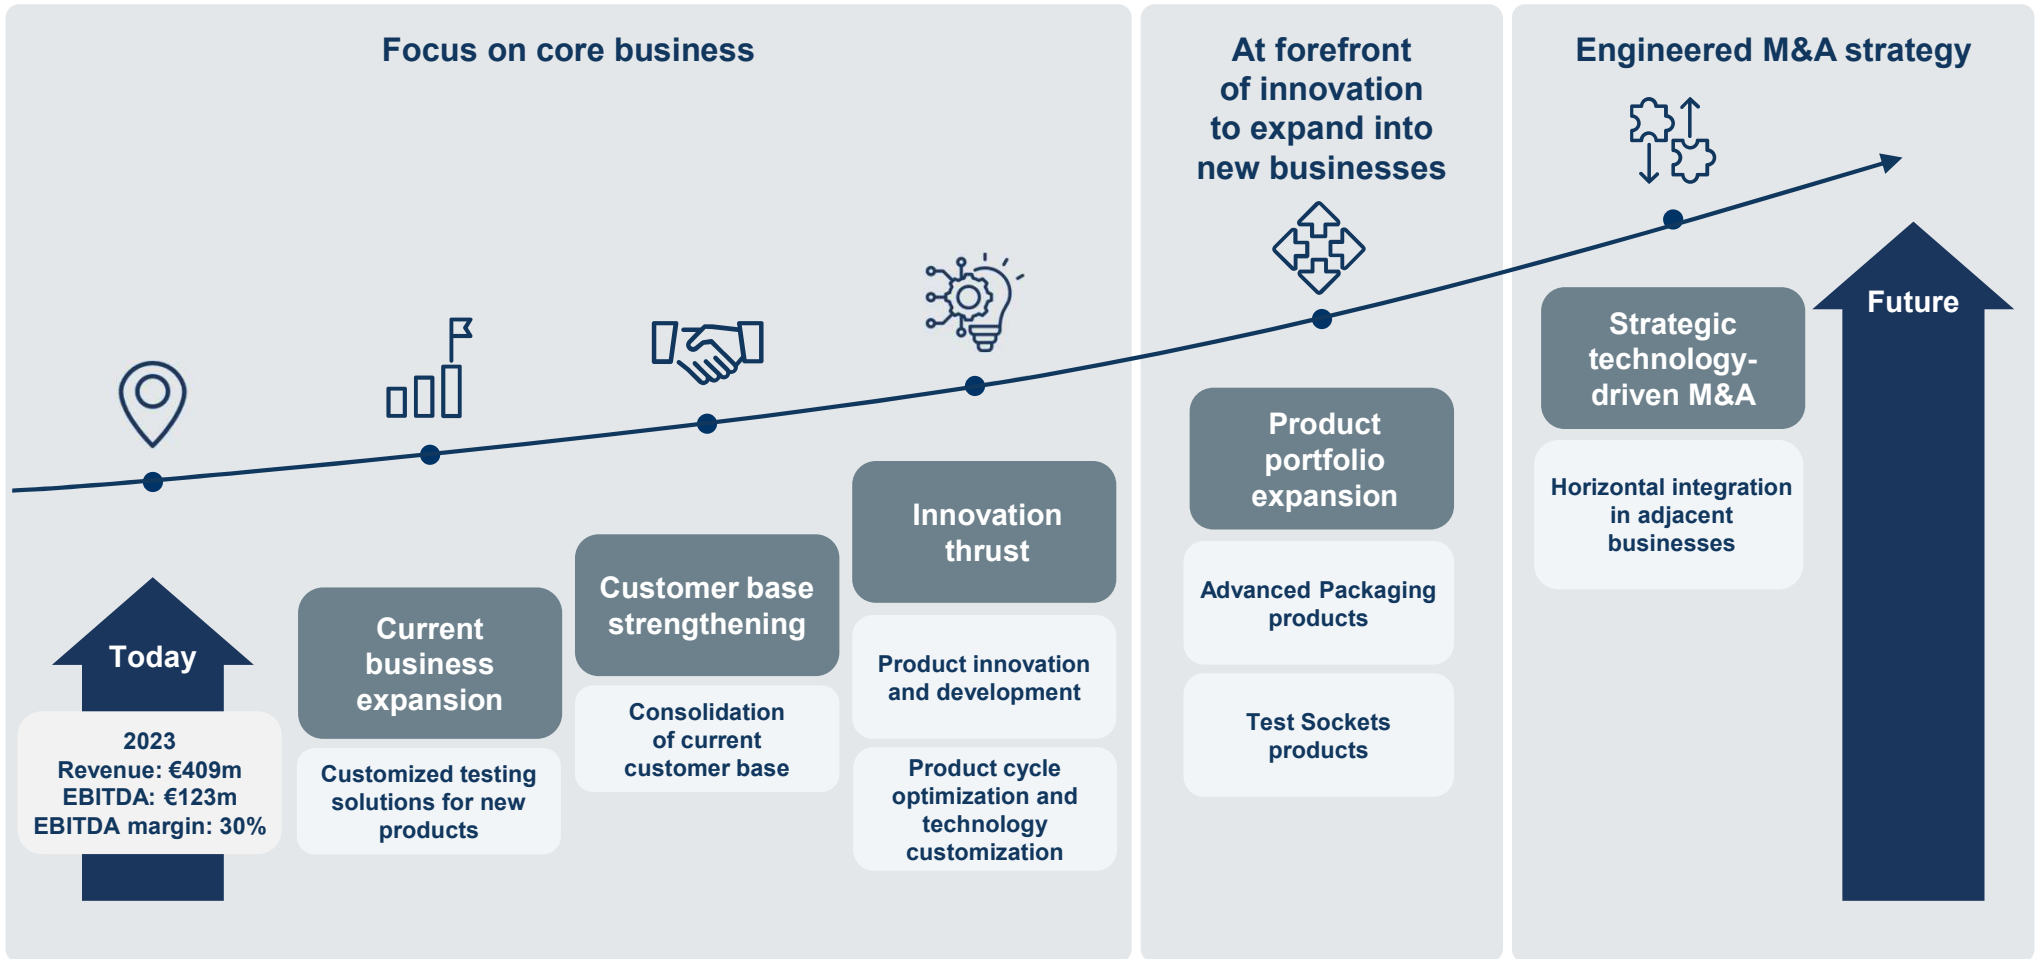 Focus on core business
Today
2023
Revenue: €409m
EBITDA: €123m
EBITDA margin: 30%
Current
business
expansion
Customized testing
solutions for new
products
Customer base
strengthening
Consolidation
of current
customer base
Innovation
thrust
Product innovation
and development
Product cycle
optimization and
technology
customization
At forefront
of innovation
to expand into
new businesses
Product
portfolio
expansion
Advanced Packaging
products
Test Sockets
products
Engineered M&A strategy
Strategic
technology-
driven M&A
Horizontal integration
in adjacent
businesses
Future